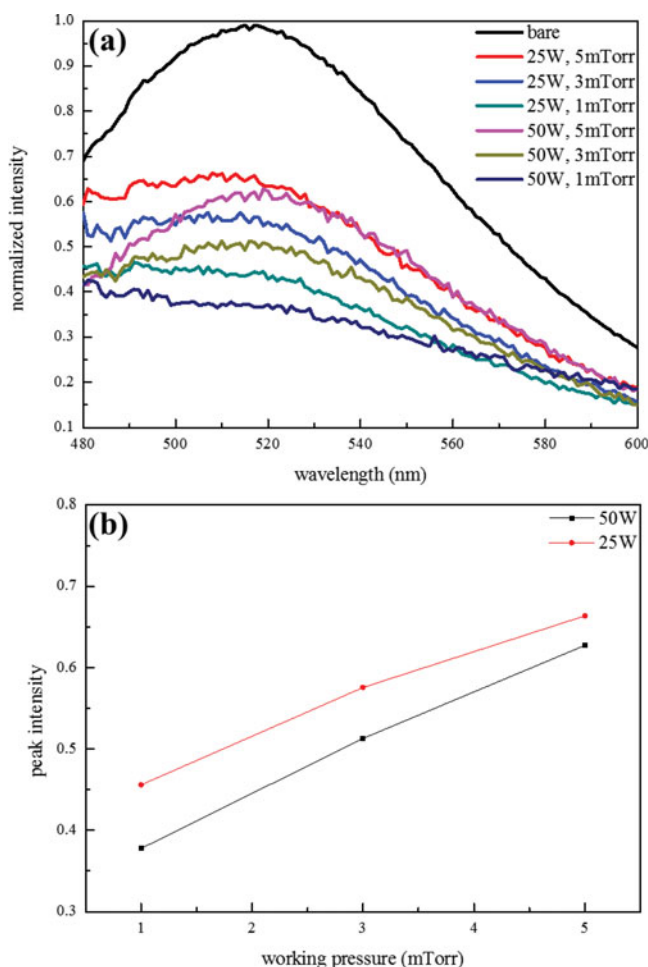 (a)
bare
25W, 5mTorr
25W, 3mTorr
25W, 1mTorr
50W, 5mTorr
50W, 3mTorr
50W, 1mTorr
1.0
0.9
0.8
0.7
0.6
0.5
0.4
0.3
0.2
0.1
normalized intensity
480 500 520 540 560 580 600
wavelength (nm)
(b)
50W
25W
0.8
0.7
0.6
0.5
0.4
0.3
peak intensity
1 2 3 4 5
working pressure (mTorr)